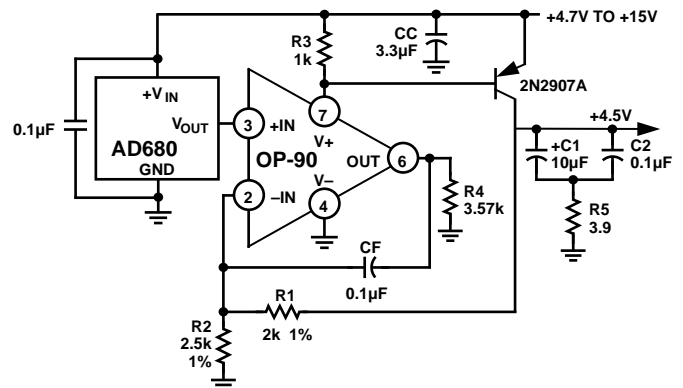 +4.7V TO +15V
R3
1k
CC
3.3µF
2N2907A
+VIN
0.1µF
VOUT
AD680
GND
3
+IN
7
V+
OP-90
OUT
6
2
–IN
V–
4
+4.5V
+C1
10µF
C2
0.1µF
R4
3.57k
R5
3.9
CF
0.1µF
R1
2k 1%
R2
2.5k
1%